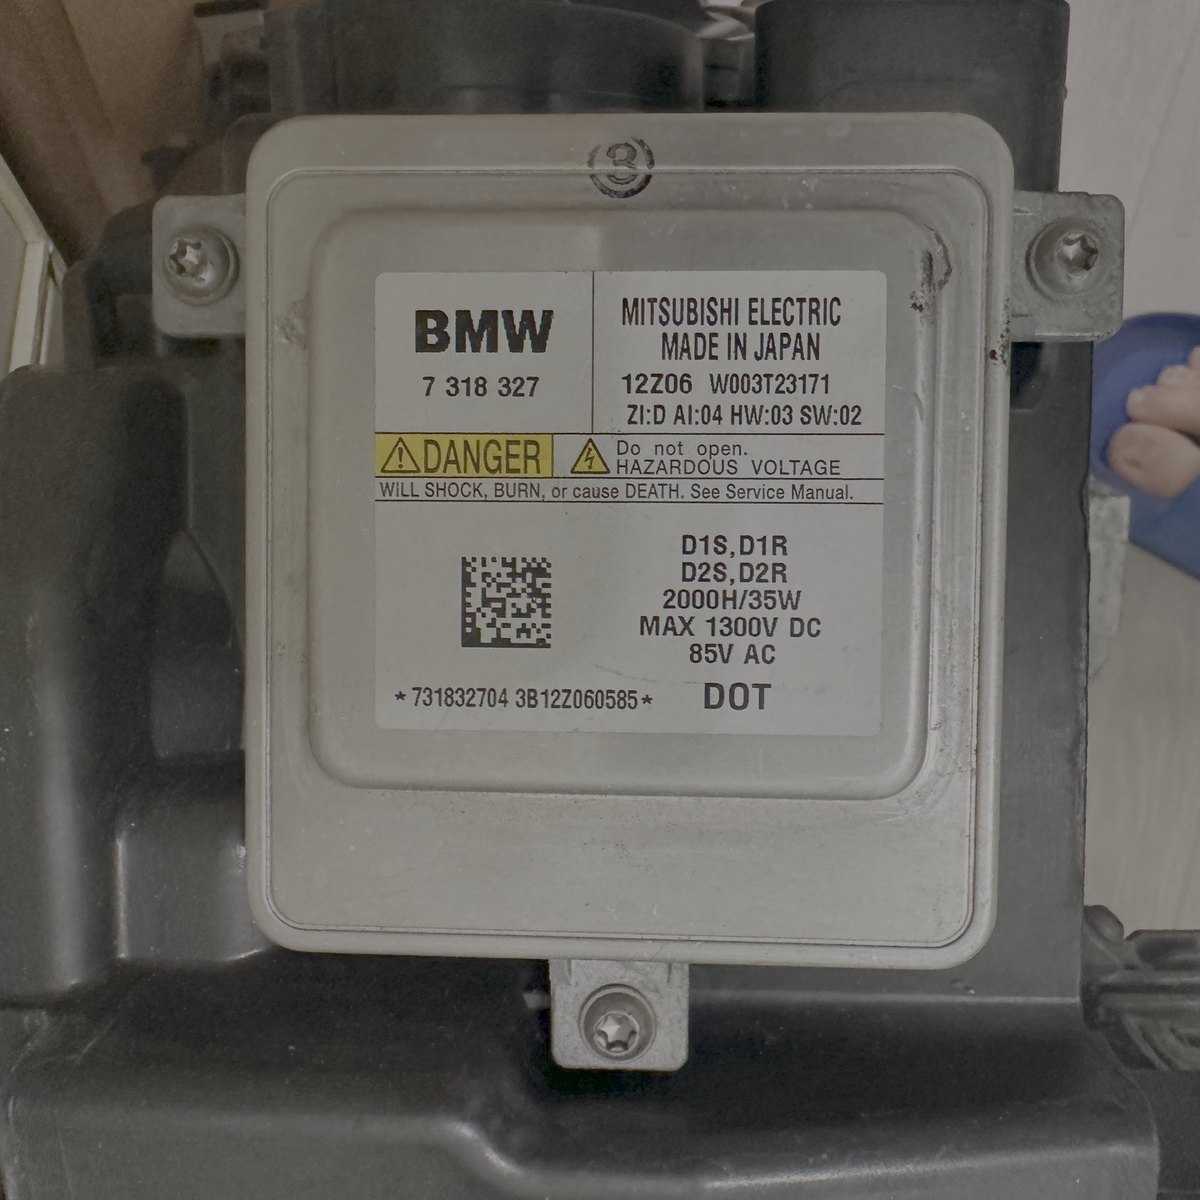 3
BMW
7 318 327
MITSUBISHI ELECTRIC
MADE IN JAPAN
12Z06 W003T23171
ZI:D AI:04 HW:03 SW:02
DANGER
Do not open.
HAZARDOUS VOLTAGE
WILL SHOCK, BURN, or cause DEATH. See Service Manual.
D1S,D1R
D2S,D2R
2000H/35W
MAX 1300V DC
85V AC
*731832704 3B12Z060585*
DOT